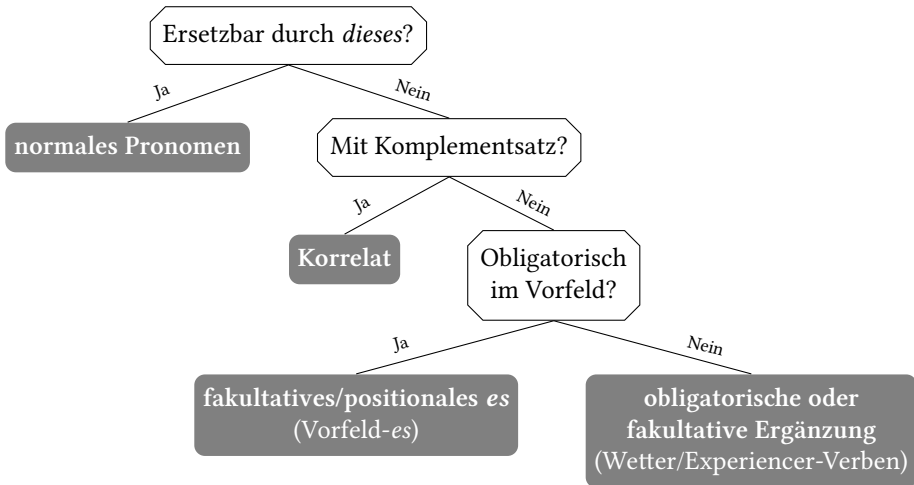 Ersetzbar durch dieses?
Ja
Nein
normales Pronomen
Mit Komplementsatz?
Ja
Nein
Korrelat
Obligatorisch
im Vorfeld?
Ja
Nein
fakultatives/positionales es
(Vorfeld-es)
obligatorische oder
fakultative Ergänzung
(Wetter/Experiencer-Verben)